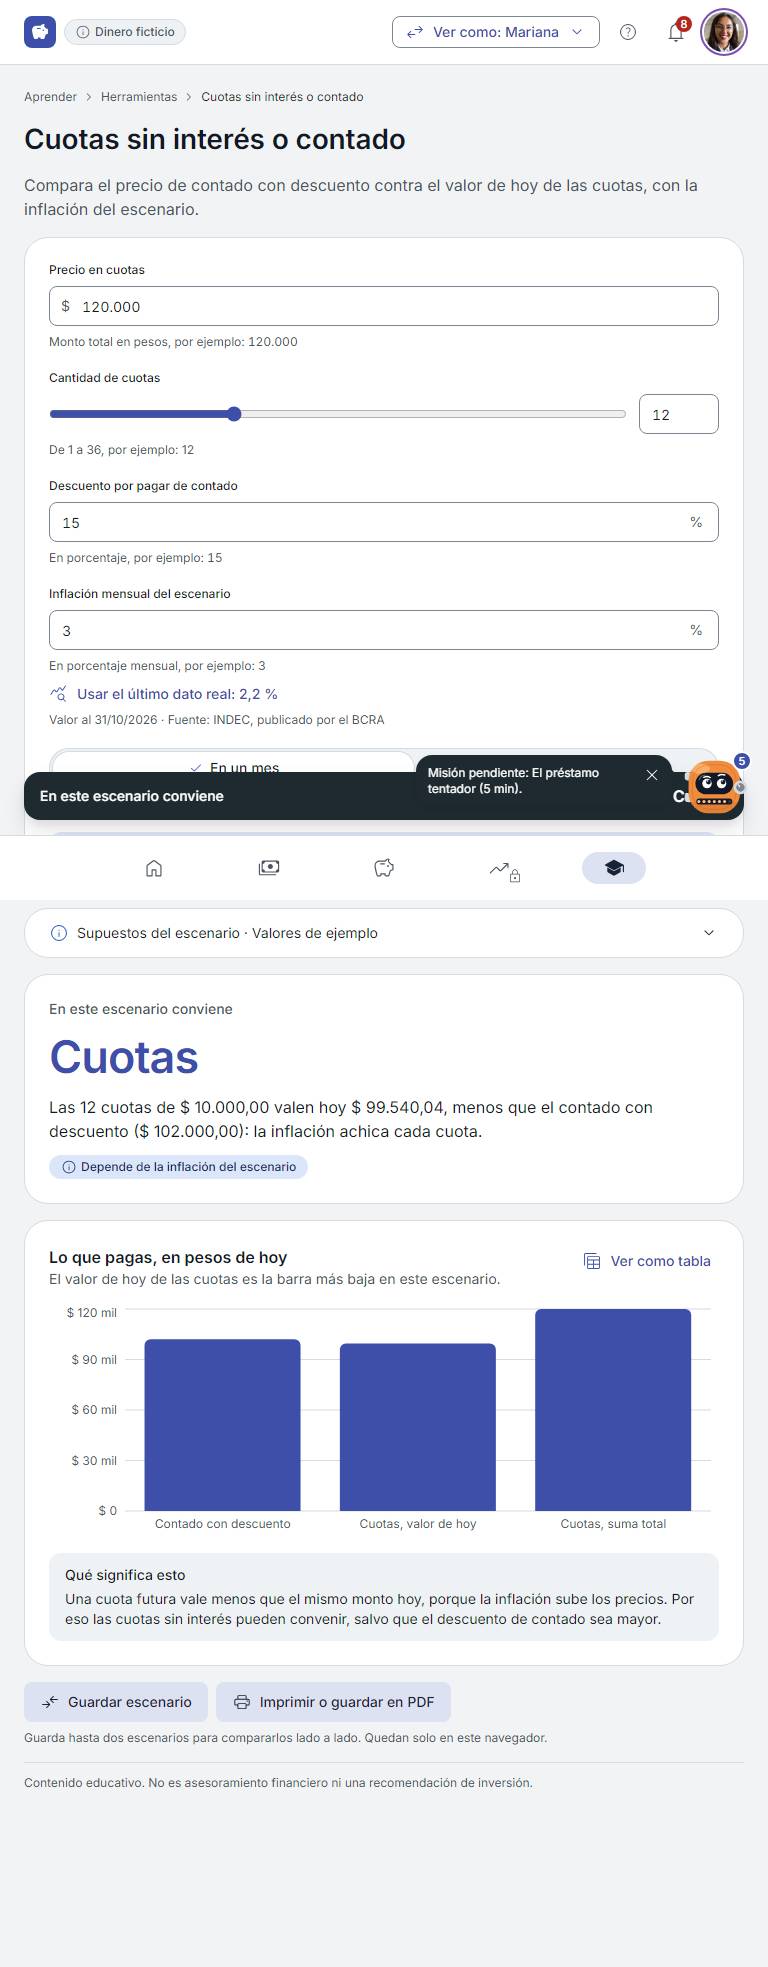 Dinero ficticio
Ver como: Mariana
8
Aprender
Herramientas
Cuotas sin interés o contado
Cuotas sin interés o contado
Compara el precio de contado con descuento contra el valor de hoy de las cuotas, con la
inflación del escenario.
Precio en cuotas
$ 120.000
Monto total en pesos, por ejemplo: 120.000
Cantidad de cuotas
12
De 1 a 36, por ejemplo: 12
Descuento por pagar de contado
15 %
En porcentaje, por ejemplo: 15
Inflación mensual del escenario
3 %
En porcentaje mensual, por ejemplo: 3
Usar el último dato real: 2,2 %
Valor al 31/10/2026 · Fuente: INDEC, publicado por el BCRA
En un mes
Misión pendiente: El préstamo
tentador (5 min).
5
En este escenario conviene
Supuestos del escenario · Valores de ejemplo
En este escenario conviene
Cuotas
Las 12 cuotas de $ 10.000,00 valen hoy $ 99.540,04, menos que el contado con
descuento ($ 102.000,00): la inflación achica cada cuota.
Depende de la inflación del escenario
Lo que pagas, en pesos de hoy
Ver como tabla
El valor de hoy de las cuotas es la barra más baja en este escenario.
$ 120 mil
$ 90 mil
$ 60 mil
$ 30 mil
$ 0
Contado con descuento
Cuotas, valor de hoy
Cuotas, suma total
Qué significa esto
Una cuota futura vale menos que el mismo monto hoy, porque la inflación sube los precios. Por
eso las cuotas sin interés pueden convenir, salvo que el descuento de contado sea mayor.
Guardar escenario
Imprimir o guardar en PDF
Guarda hasta dos escenarios para compararlos lado a lado. Quedan solo en este navegador.
Contenido educativo. No es asesoramiento financiero ni una recomendación de inversión.